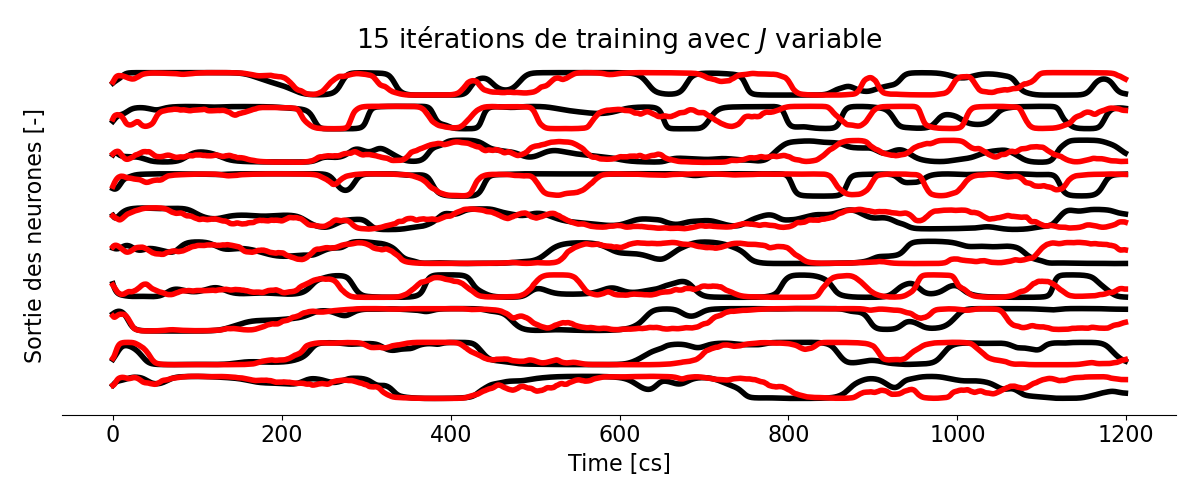 15 itérations de training avec J variable
Sortie des neurones [-]
0 200 400 600 800 1000 1200
Time [cs]